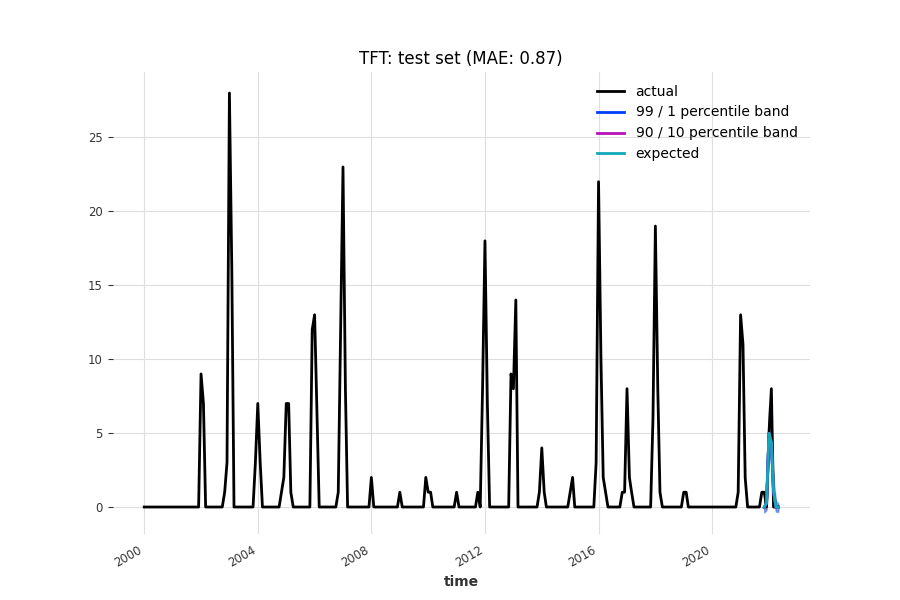 TFT: test set (MAE: 0.87)
actual
99 / 1 percentile band
90 / 10 percentile band
expected
25
20
15
10
5
0
2000
2004
2008
2012
2016
2020
time